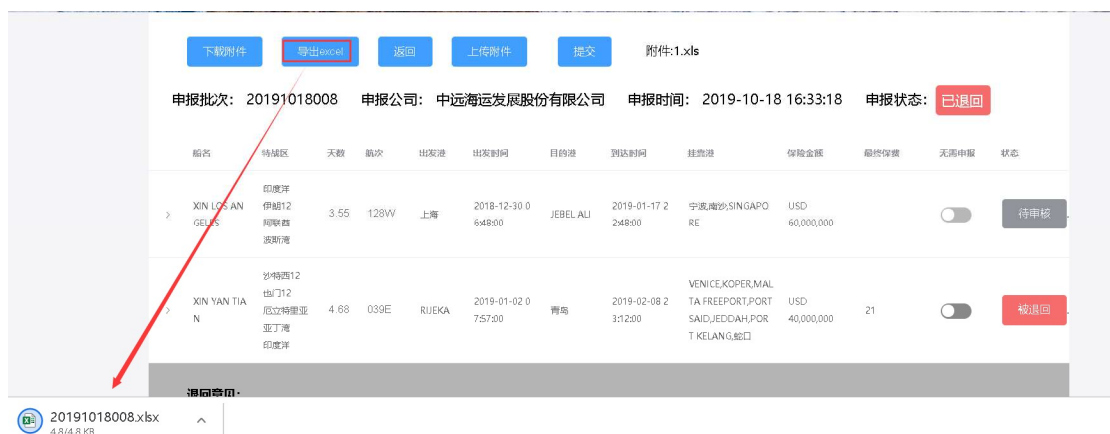 下载附件 导出excel 返回 上传附件 提交 附件:1.xls
申报批次: 20191018008 申报公司: 中远海运发展股份有限公司 申报时间: 2019-10-18 16:33:18 申报状态: 已退回
船名 特战区 天数 航次 出发港 出发时间 目的港 到达时间 挂靠港 保险金额 最终保费 无需申报 状态
XIN LOS AN
GELES
印度洋
伊朗12
阿联酋
波斯湾
3.55
128W
上海
2018-12-30 0
6:48:00
JEBEL ALI
2019-01-17 2
2:48:00
宁波,南沙,SINGAPO
RE
USD
60,000,000
待审核
XIN YAN TIA
N
沙特西12
也门12
厄立特里亚
亚丁湾
印度洋
4.68
039E
RIJEKA
2019-01-02 0
7:57:00
青岛
2019-02-08 2
3:12:00
VENICE,KOPER,MAL
TA FREEPORT,PORT
SAID,JEDDAH,POR
T KELANG,蛇口
USD
40,000,000
21
被退回
退回意见:
20191018008.xlsx
4.8/4.8 KB